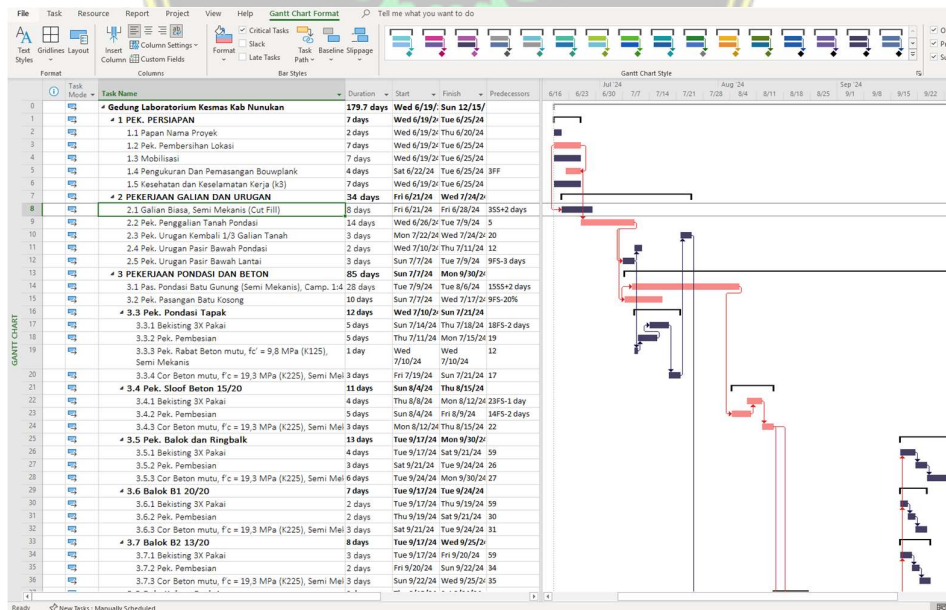 File Task Resource Report Project View Help Gantt Chart Format Tell me what you want to do
Text Styles Gridlines Layout Insert Column Column Settings Custom Fields Format Critical Tasks Slack Late Tasks Task Path Baseline Slippage
Format Columns Bar Styles Gantt Chart Style
Task Mode Task Name Duration Start Finish Predecessors
Jul '24 Aug '24 Sep '24
6/16 6/23 6/30 7/7 7/14 7/21 7/28 8/4 8/11 8/18 8/25 9/1 9/8 9/15 9/22
GANTT CHART
0 Gedung Laboratorium Kesmas Kab Nunukan 179.7 days Wed 6/19/ Sun 12/15/
1 1 PEK. PERSIAPAN 7 days Wed 6/19/24 Tue 6/25/24
2 1.1 Papan Nama Proyek 2 days Wed 6/19/24 Thu 6/20/24
3 1.2 Pek. Pembersihan Lokasi 7 days Wed 6/19/24 Tue 6/25/24
4 1.3 Mobilisasi 7 days Wed 6/19/24 Tue 6/25/24
5 1.4 Pengukuran Dan Pemasangan Bouwplank 4 days Sat 6/22/24 Tue 6/25/24 3FF
6 1.5 Kesehatan dan Keselamatan Kerja (k3) 7 days Wed 6/19/24 Tue 6/25/24
7 2 PEKERJAAN GALIAN DAN URUGAN 34 days Fri 6/21/24 Wed 7/24/24
8 2.1 Galian Biasa, Semi Mekanis (Cut Fill) 8 days Fri 6/21/24 Fri 6/28/24 3SS+2 days
9 2.2 Pek. Penggalian Tanah Pondasi 14 days Wed 6/26/24 Tue 7/9/24 5
10 2.3 Pek. Urugan Kembali 1/3 Galian Tanah 3 days Mon 7/22/24 Wed 7/24/24 20
11 2.4 Pek. Urugan Pasir Bawah Pondasi 2 days Wed 7/10/24 Thu 7/11/24 12
12 2.5 Pek. Urugan Pasir Bawah Lantai 3 days Sun 7/7/24 Tue 7/9/24 9FS-3 days
13 3 PEKERJAAN PONDASI DAN BETON 85 days Sun 7/7/24 Mon 9/30/24
14 3.1 Pas. Pondasi Batu Gunung (Semi Mekanis), Camp. 1:4 28 days Tue 7/9/24 Tue 8/6/24 15SS+2 days
15 3.2 Pek. Pasangan Batu Kosong 10 days Sun 7/7/24 Wed 7/17/24 9FS-20%
16 3.3 Pek. Pondasi Tapak 12 days Wed 7/10/24 Sun 7/21/24
17 3.3.1 Bekisting 3X Pakai 5 days Sun 7/14/24 Thu 7/18/24 18FS-2 days
18 3.3.2 Pek. Pembesian 5 days Thu 7/11/24 Mon 7/15/24 19
19 3.3.3 Pek. Rabat Beton mutu, fc' = 9,8 MPa (K125), Semi Mekanis 1 day Wed 7/10/24 Wed 7/10/24 12
20 3.3.4 Cor Beton mutu, f'c = 19,3 MPa (K225), Semi Mek 3 days Fri 7/19/24 Sun 7/21/24 17
21 3.4 Pek. Sloof Beton 15/20 11 days Sun 8/4/24 Thu 8/15/24
22 3.4.1 Bekisting 3X Pakai 4 days Thu 8/8/24 Mon 8/12/24 23FS-1 day
23 3.4.2 Pek. Pembesian 5 days Sun 8/4/24 Fri 8/9/24 14FS-2 days
24 3.4.3 Cor Beton mutu, f'c = 19,3 MPa (K225), Semi Mek 3 days Mon 8/12/24 Thu 8/15/24 22
25 3.5 Pek. Balok dan Ringbalk 13 days Tue 9/17/24 Mon 9/30/24
26 3.5.1 Bekisting 3X Pakai 4 days Tue 9/17/24 Sat 9/21/24 59
27 3.5.2 Pek. Pembesian 3 days Sat 9/21/24 Tue 9/24/24 26
28 3.5.3 Cor Beton mutu, f'c = 19,3 MPa (K225), Semi Mek 6 days Tue 9/24/24 Mon 9/30/24 27
29 3.6 Balok B1 20/20 7 days Tue 9/17/24 Tue 9/24/24
30 3.6.1 Bekisting 3X Pakai 2 days Tue 9/17/24 Thu 9/19/24 59
31 3.6.2 Pek. Pembesian 2 days Thu 9/19/24 Sat 9/21/24 30
32 3.6.3 Cor Beton mutu, f'c = 19,3 MPa (K225), Semi Mek 3 days Sat 9/21/24 Tue 9/24/24 31
33 3.7 Balok B2 13/20 8 days Tue 9/17/24 Wed 9/25/24
34 3.7.1 Bekisting 3X Pakai 3 days Tue 9/17/24 Fri 9/20/24 59
35 3.7.2 Pek. Pembesian 2 days Fri 9/20/24 Sun 9/22/24 34
36 3.7.3 Cor Beton mutu, f'c = 19,3 MPa (K225), Semi Mek 3 days Sun 9/22/24 Wed 9/25/24 35
Ready New Tasks : Manually Scheduled